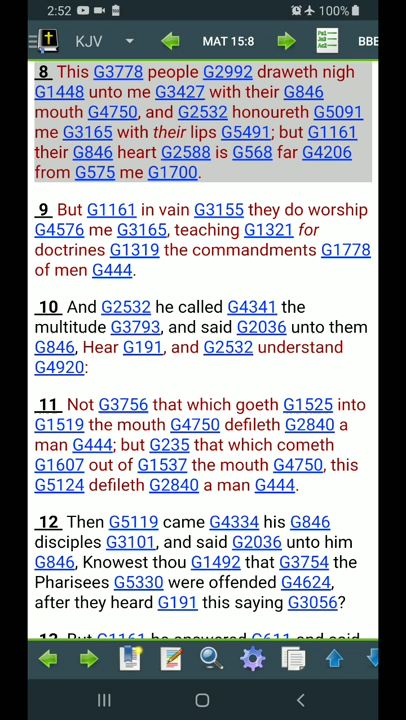 2:52
100%
KJV MAT 15:8 BBE
8 This G3778 people G2992 draweth nigh
G1448 unto me G3427 with their G846
mouth G4750, and G2532 honoureth G5091
me G3165 with their lips G5491; but G1161
their G846 heart G2588 is G568 far G4206
from G575 me G1700.
9 But G1161 in vain G3155 they do worship
G4576 me G3165, teaching G1321 for
doctrines G1319 the commandments G1778
of men G444.
10 And G2532 he called G4341 the
multitude G3793, and said G2036 unto them
G846, Hear G191, and G2532 understand
G4920:
11 Not G3756 that which goeth G1525 into
G1519 the mouth G4750 defileth G2840 a
man G444; but G235 that which cometh
G1607 out of G1537 the mouth G4750, this
G5124 defileth G2840 a man G444.
12 Then G5119 came G4334 his G846
disciples G3101, and said G2036 unto him
G846, Knowest thou G1492 that G3754 the
Pharisees G5330 were offended G4624,
after they heard G191 this saying G3056?
13 But G1161 he answered G611 and said